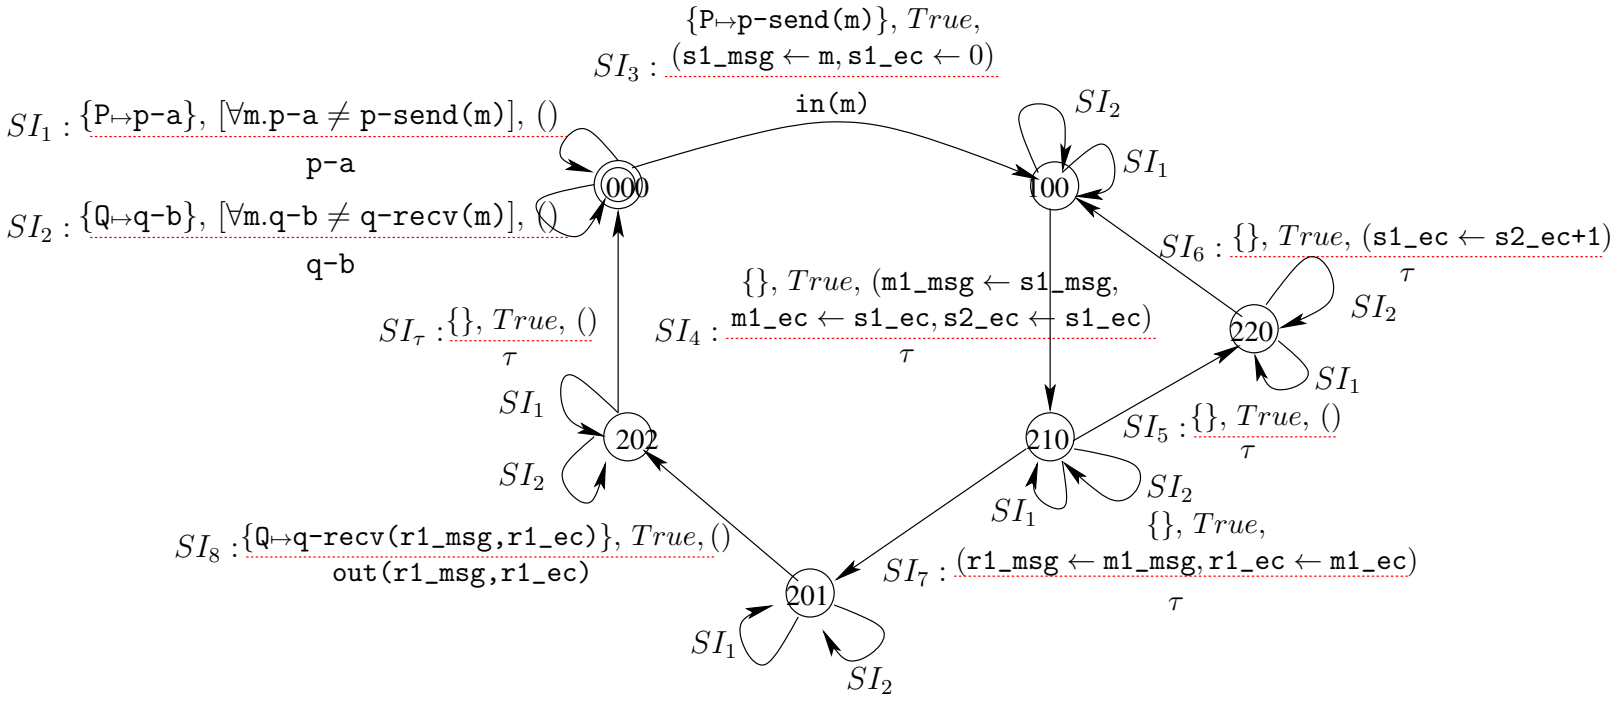 {P↦p-send(m)}, True,
SI₃ : (s1_msg ← m, s1_ec ← 0)
in(m)
SI₁ : {P↦p-a}, [∀m.p-a ≠ p-send(m)], ()
p-a
SI₂ : {Q↦q-b}, [∀m.q-b ≠ q-recv(m)], ()
q-b
000
100
SI₂
SI₁
SI₆ : {}, True, (s1_ec ← s2_ec+1)
τ
{}, True, (m1_msg ← s1_msg,
SI₄ : m1_ec ← s1_ec, s2_ec ← s1_ec)
τ
SI_τ : {}, True, ()
τ
220
SI₂
SI₁
SI₅ : {}, True, ()
τ
SI₁
202
SI₂
210
SI₁
SI₂
{}, True,
SI₇ : (r1_msg ← m1_msg, r1_ec ← m1_ec)
τ
SI₈ : {Q↦q-recv(r1_msg,r1_ec)}, True, ()
out(r1_msg,r1_ec)
201
SI₁
SI₂